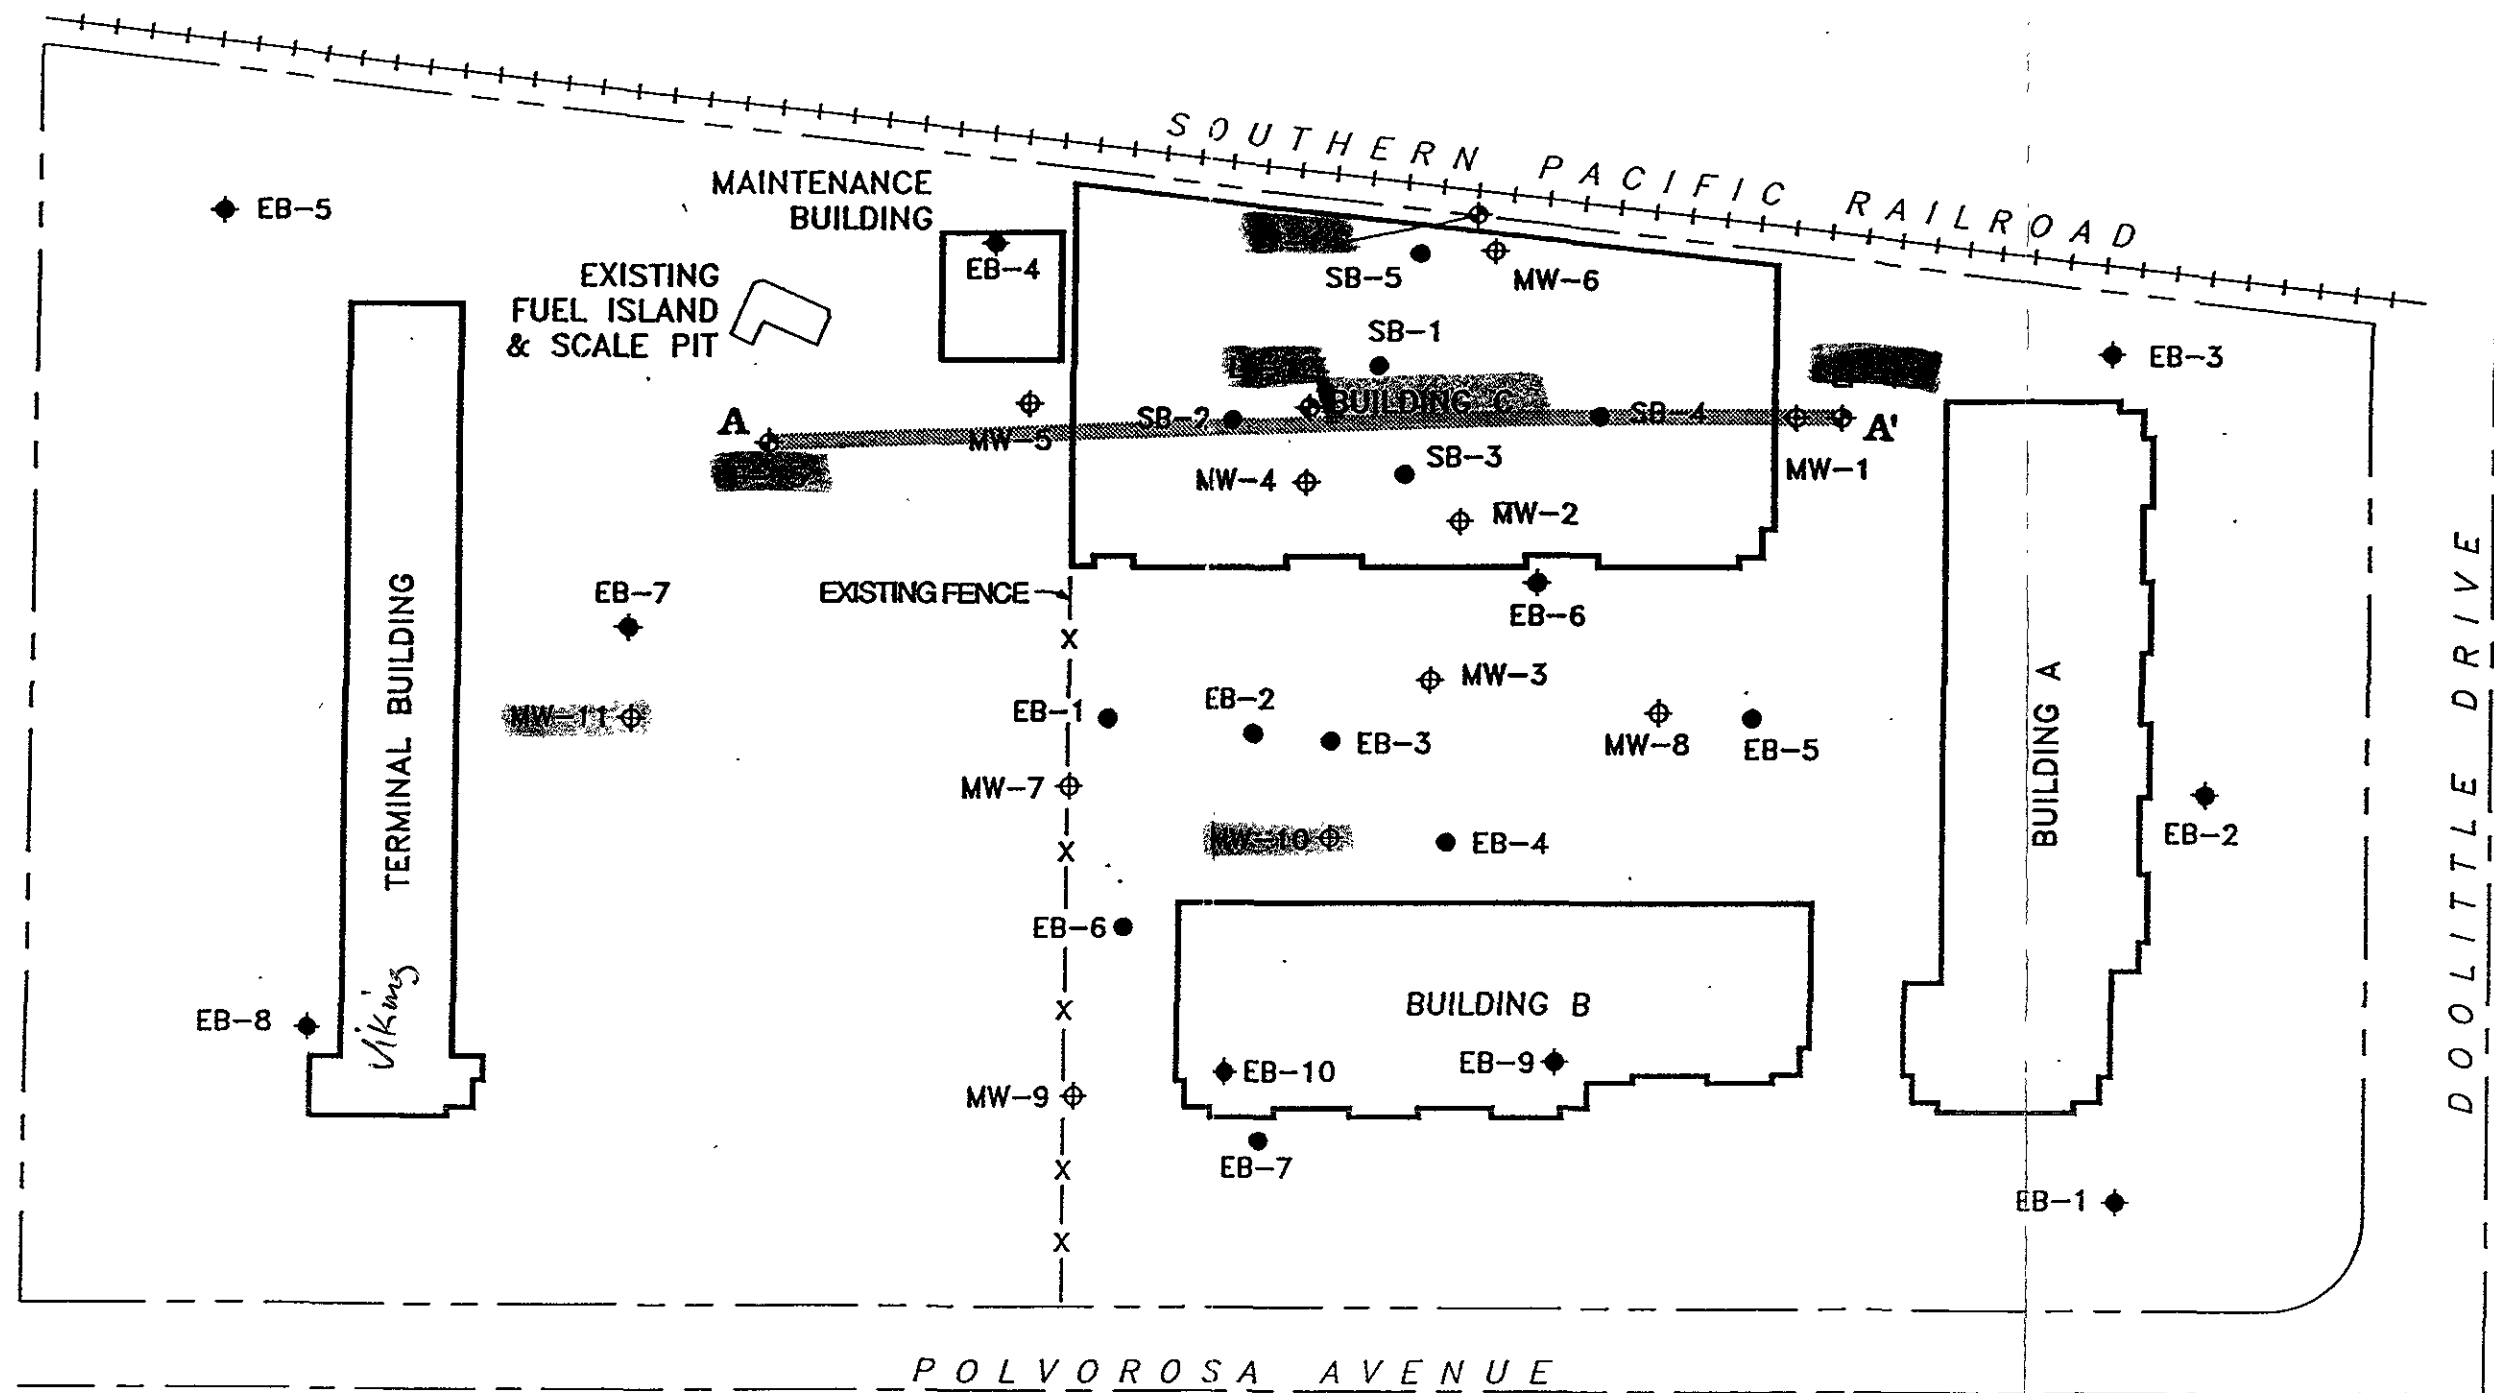 SOUTHERN PACIFIC RAILROAD
MAINTENANCE
BUILDING
EB-5
EB-4
EXISTING
FUEL ISLAND
& SCALE PIT
SB-5
MW-6
SB-1
EB-3
A
MW-5
SB-2
BUILDING C
SB-4
A'
MW-1
SB-3
MW-4
MW-2
EXISTING FENCE
X
EB-7
EB-6
MW-3
EB-1
EB-2
EB-3
MW-8
EB-5
MW-11
TERMINAL BUILDING
Viking
MW-7
X
MW-10
EB-4
BUILDING A
EB-2
DOOLITTLE DRIVE
EB-6
BUILDING B
X
EB-8
EB-10
EB-9
MW-9
EB-7
X
EB-1
X
POLVOROSA AVENUE